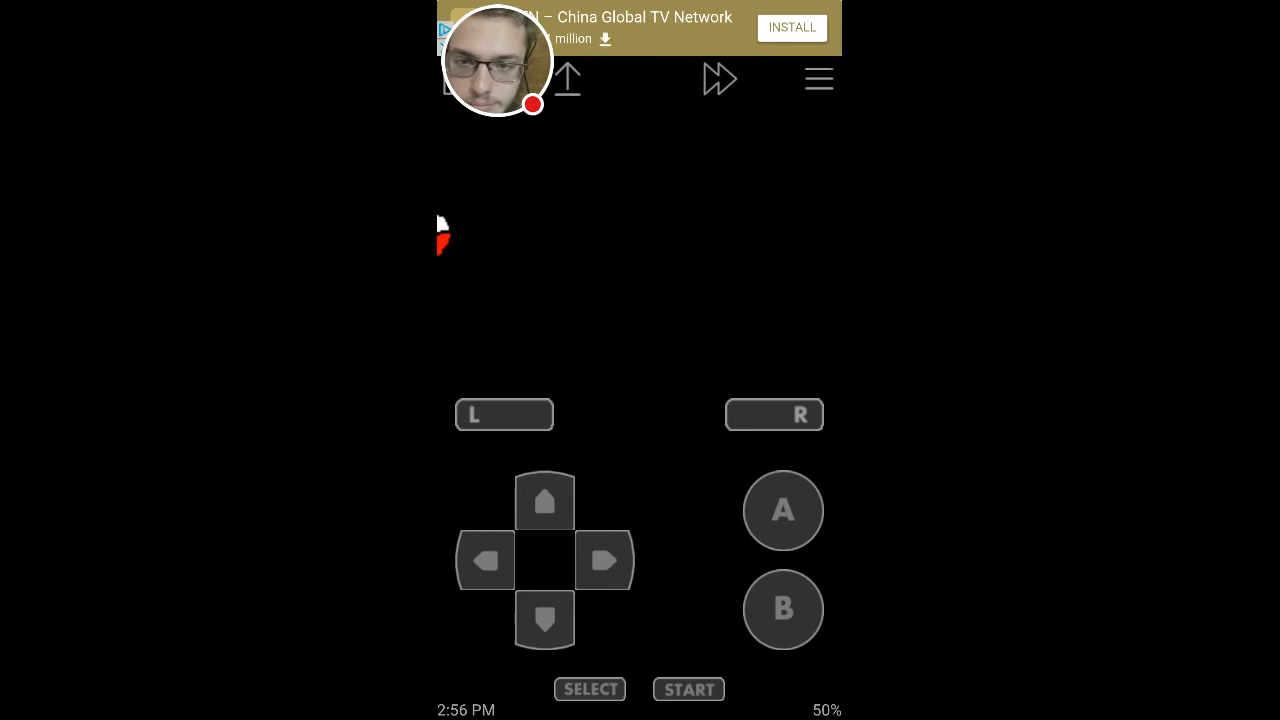 – China Global TV Network
million
INSTALL
L
R
A
B
SELECT
START
2:56 PM
50%